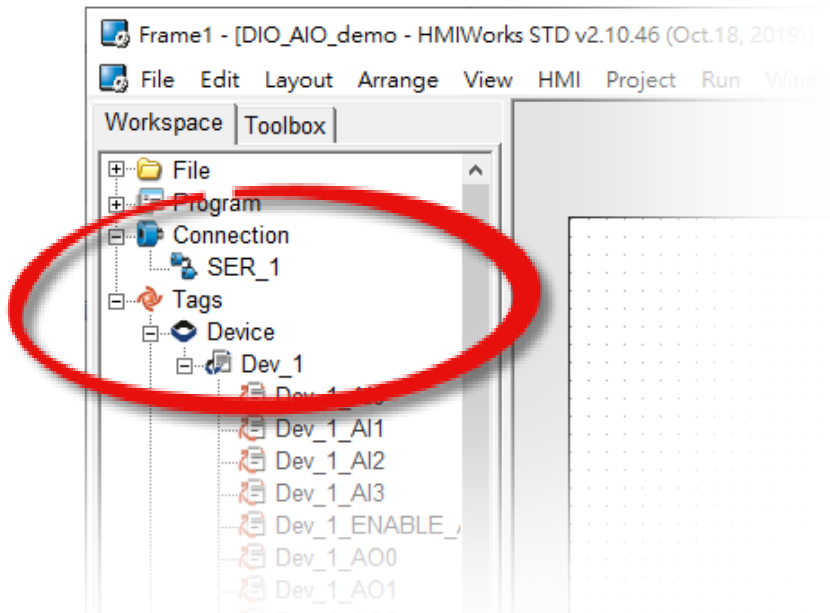 Frame1 - [DIO_AIO_demo - HMIWorks STD v2.10.46 (Oct.18, 2019)]
File Edit Layout Arrange View HMI Project Run
Workspace Toolbox
File
Program
Connection
SER_1
Tags
Device
Dev_1
Dev_1_AI0
Dev_1_AI1
Dev_1_AI2
Dev_1_AI3
Dev_1_ENABLE_
Dev_1_AO0
Dev_1_AO1